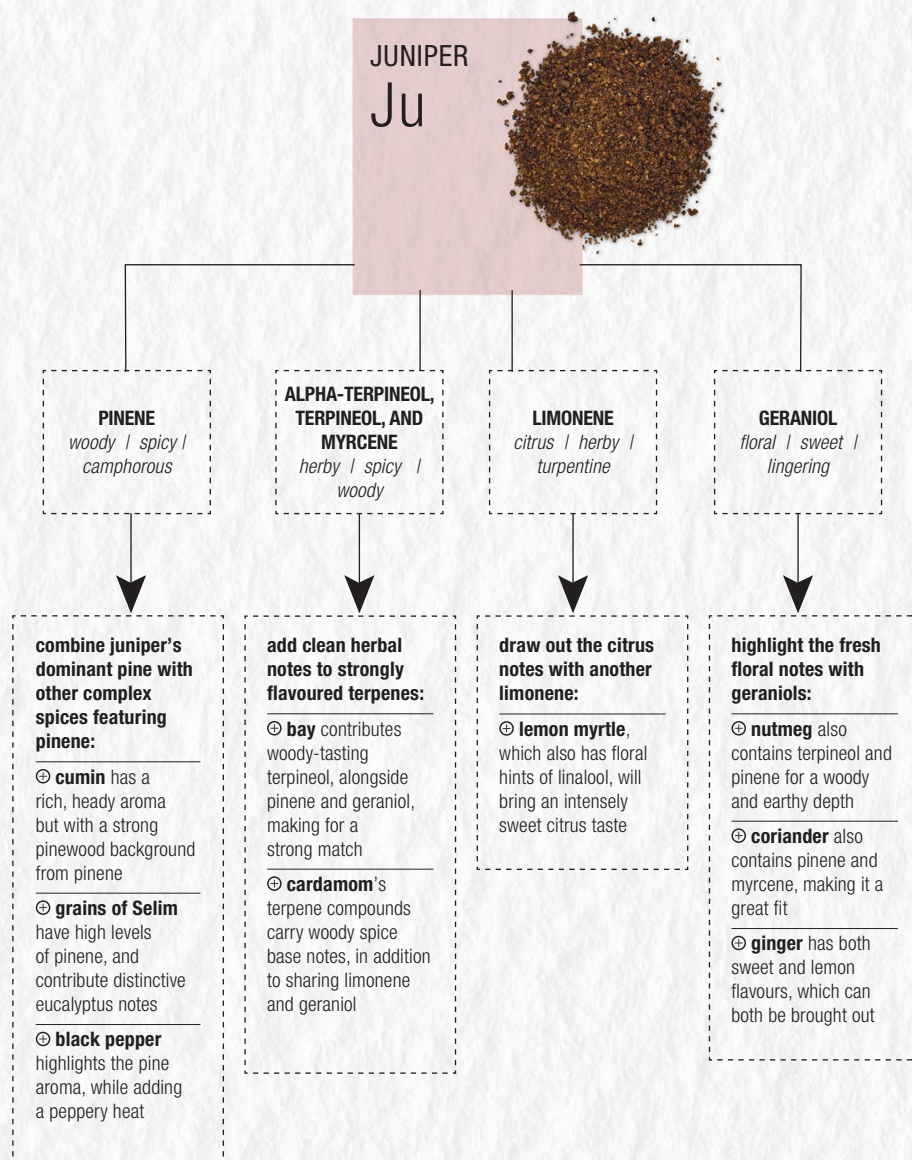 JUNIPER
Ju
PINENE
woody / spicy /
camphorous
ALPHA-TERPINEOL,
TERPINEOL, AND
MYRCENE
herby / spicy /
woody
LIMONENE
citrus / herby /
turpentine
GERANIOL
floral / sweet /
lingering
combine juniper's
dominant pine with
other complex
spices featuring
pinene:
⊕ cumin has a
rich, heady aroma
but with a strong
pinewood background
from pinene
⊕ grains of Selim
have high levels
of pinene, and
contribute distinctive
eucalyptus notes
⊕ black pepper
highlights the pine
aroma, while adding
a peppery heat
add clean herbal
notes to strongly
flavoured terpenes:
⊕ bay contributes
woody-tasting
terpineol, alongside
pinene and geraniol,
making for a
strong match
⊕ cardamom's
terpene compounds
carry woody spice
base notes, in addition
to sharing limonene
and geraniol
draw out the citrus
notes with another
limonene:
⊕ lemon myrtle,
which also has floral
hints of linalool, will
bring an intensely
sweet citrus taste
highlight the fresh
floral notes with
geraniols:
⊕ nutmeg also
contains terpineol and
pinene for a woody
and earthy depth
⊕ coriander also
contains pinene and
myrcene, making it a
great fit
⊕ ginger has both
sweet and lemon
flavours, which can
both be brought out